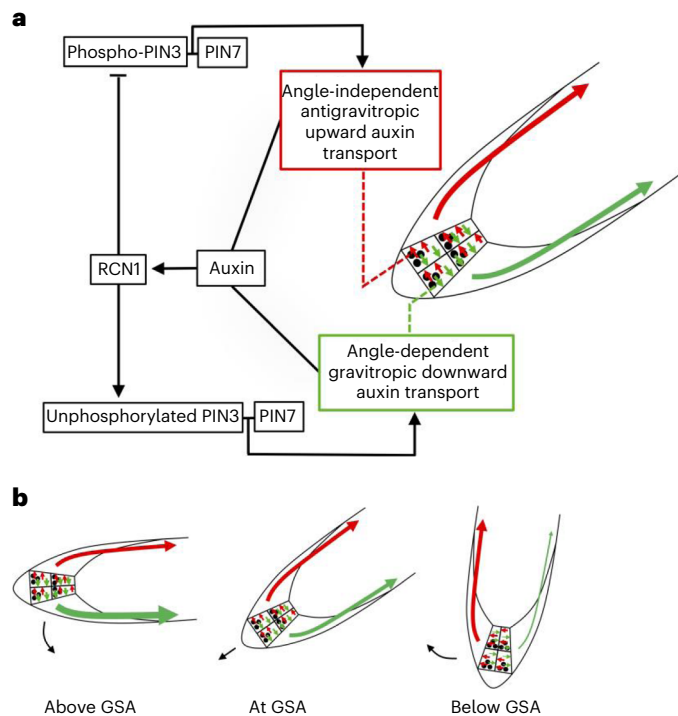 a
Phospho-PIN3
PIN7
Angle-independent
antigravitropic
upward auxin
transport
RCN1
Auxin
Angle-dependent
gravitropic downward
auxin transport
Unphosphorylated PIN3
PIN7
b
Above GSA
At GSA
Below GSA